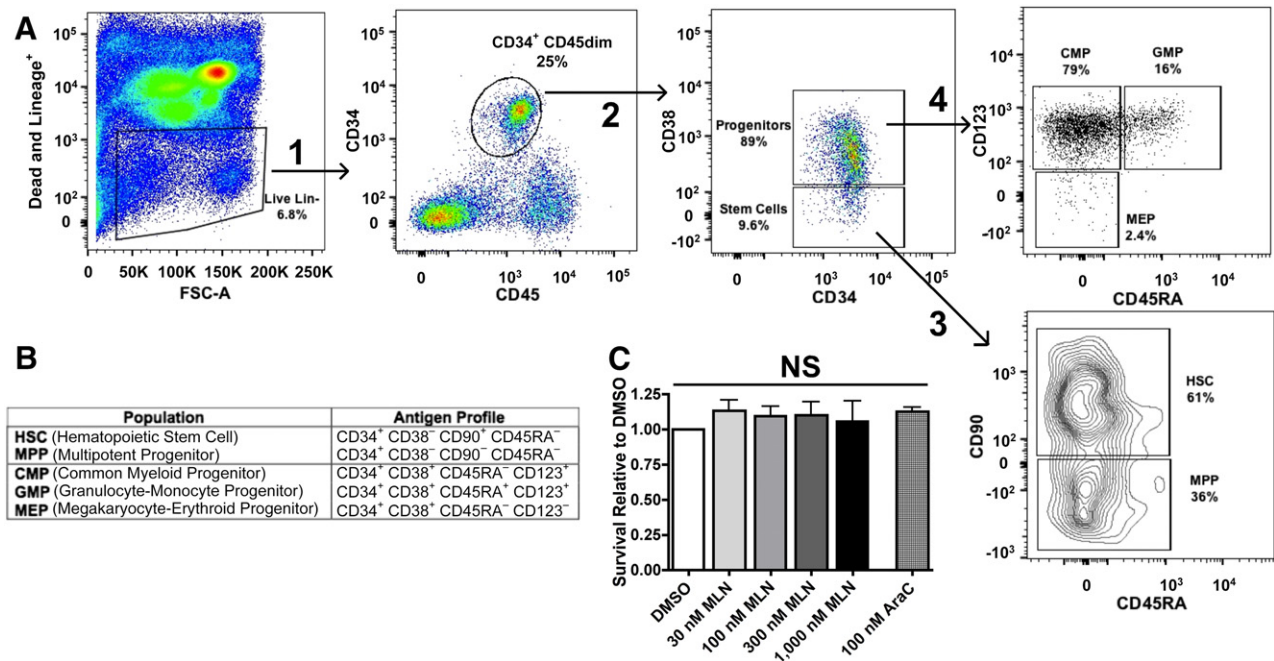 A
Dead and Lineage⁺
10⁵
10⁴
10³
10²
0
1
Live Lin-
6.8%
0 50K 100K 150K 200K 250K
FSC-A
CD34
10⁵
10⁴
10³
10²
0
CD34⁺ CD45dim
25%
2
0 10³ 10⁴ 10⁵
CD45
CD38
10⁵
10⁴
10³
10²
0
-10²
Progenitors
89%
Stem Cells
9.6%
4
3
0 10³ 10⁴ 10⁵
CD34
CD123
10⁵
10⁴
10³
10²
0
-10²
CMP
79%
GMP
16%
MEP
2.4%
0 10³ 10⁴
CD45RA
CD90
10³
10²
0
-10²
-10³
HSC
61%
MPP
36%
0 10³ 10⁴
CD45RA
B
Population Antigen Profile
HSC (Hematopoietic Stem Cell) CD34⁺ CD38⁻ CD90⁺ CD45RA⁻
MPP (Multipotent Progenitor) CD34⁺ CD38⁻ CD90⁻ CD45RA⁻
CMP (Common Myeloid Progenitor) CD34⁺ CD38⁺ CD45RA⁻ CD123⁺
GMP (Granulocyte-Monocyte Progenitor) CD34⁺ CD38⁺ CD45RA⁺ CD123⁺
MEP (Megakaryocyte-Erythroid Progenitor) CD34⁺ CD38⁺ CD45RA⁻ CD123⁻
C
NS
Survival Relative to DMSO
1.25
1.00
0.75
0.50
0.25
0.00
DMSO
30 nM MLN
100 nM MLN
300 nM MLN
1,000 nM MLN
100 nM AraC